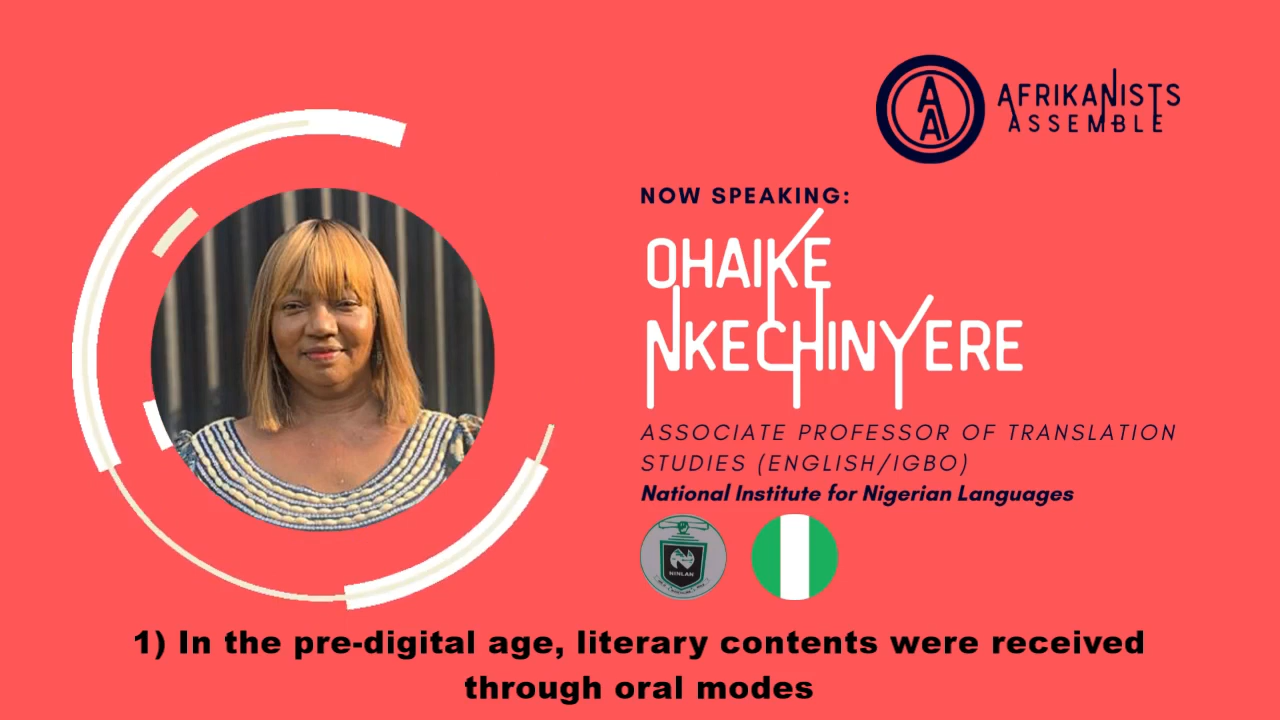 AA
AFRIKANISTS
ASSEMBLE
NOW SPEAKING:
OHAIKE
NKECHINYERE
ASSOCIATE PROFESSOR OF TRANSLATION
STUDIES (ENGLISH/IGBO)
National Institute for Nigerian Languages
NINLAN
1) In the pre-digital age, literary contents were received
through oral modes